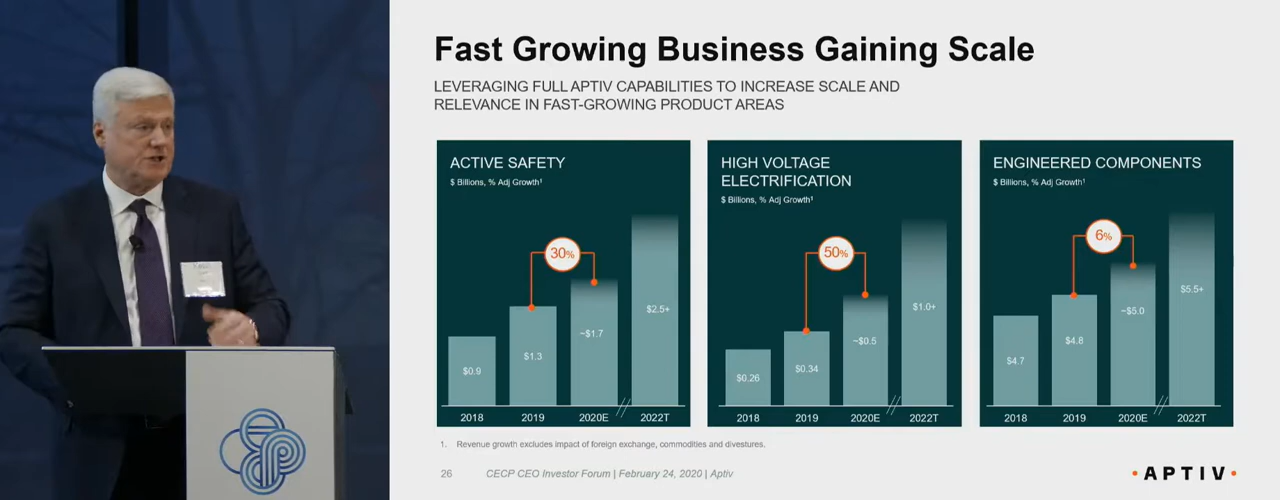 Fast Growing Business Gaining Scale
LEVERAGING FULL APTIV CAPABILITIES TO INCREASE SCALE AND
RELEVANCE IN FAST-GROWING PRODUCT AREAS
ACTIVE SAFETY
$ Billions, % Adj Growth¹
30%
$0.9
$1.3
~$1.7
$2.5+
2018
2019
2020E
2022T
HIGH VOLTAGE
ELECTRIFICATION
$ Billions, % Adj Growth¹
50%
$0.26
$0.34
~$0.5
$1.0+
2018
2019
2020E
2022T
ENGINEERED COMPONENTS
$ Billions, % Adj Growth¹
6%
$4.7
$4.8
~$5.0
$5.5+
2018
2019
2020E
2022T
1. Revenue growth excludes impact of foreign exchange, commodities and divestures.
26 CECP CEO Investor Forum | February 24, 2020 | Aptiv
• APTIV •